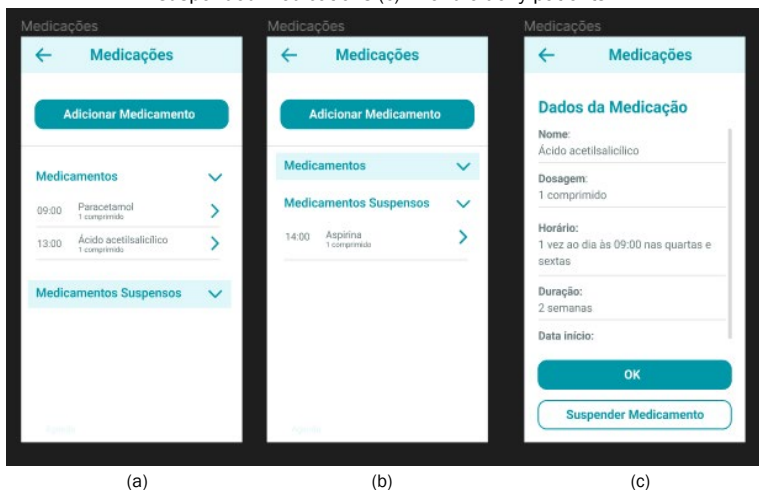 Medicações
← Medicações
Adicionar Medicamento
Medicamentos
09:00 Paracetamol
1 comprimido
13:00 Ácido acetilsalicílico
1 comprimido
Medicamentos Suspensos
(a)
Medicações
← Medicações
Adicionar Medicamento
Medicamentos
Medicamentos Suspensos
14:00 Aspirina
1 comprimido
(b)
Medicações
← Medicações
Dados da Medicação
Nome:
Ácido acetilsalicílico
Dosagem:
1 comprimido
Horário:
1 vez ao dia às 09:00 nas quartas e
sextas
Duração:
2 semanas
Data início:
OK
Suspender Medicamento
(c)